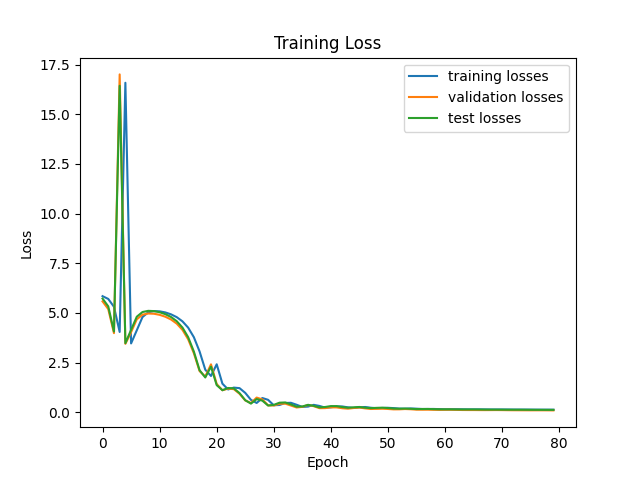 Training Loss
17.5
15.0
12.5
10.0
7.5
5.0
2.5
0.0
Loss
training losses
validation losses
test losses
0 10 20 30 40 50 60 70 80
Epoch